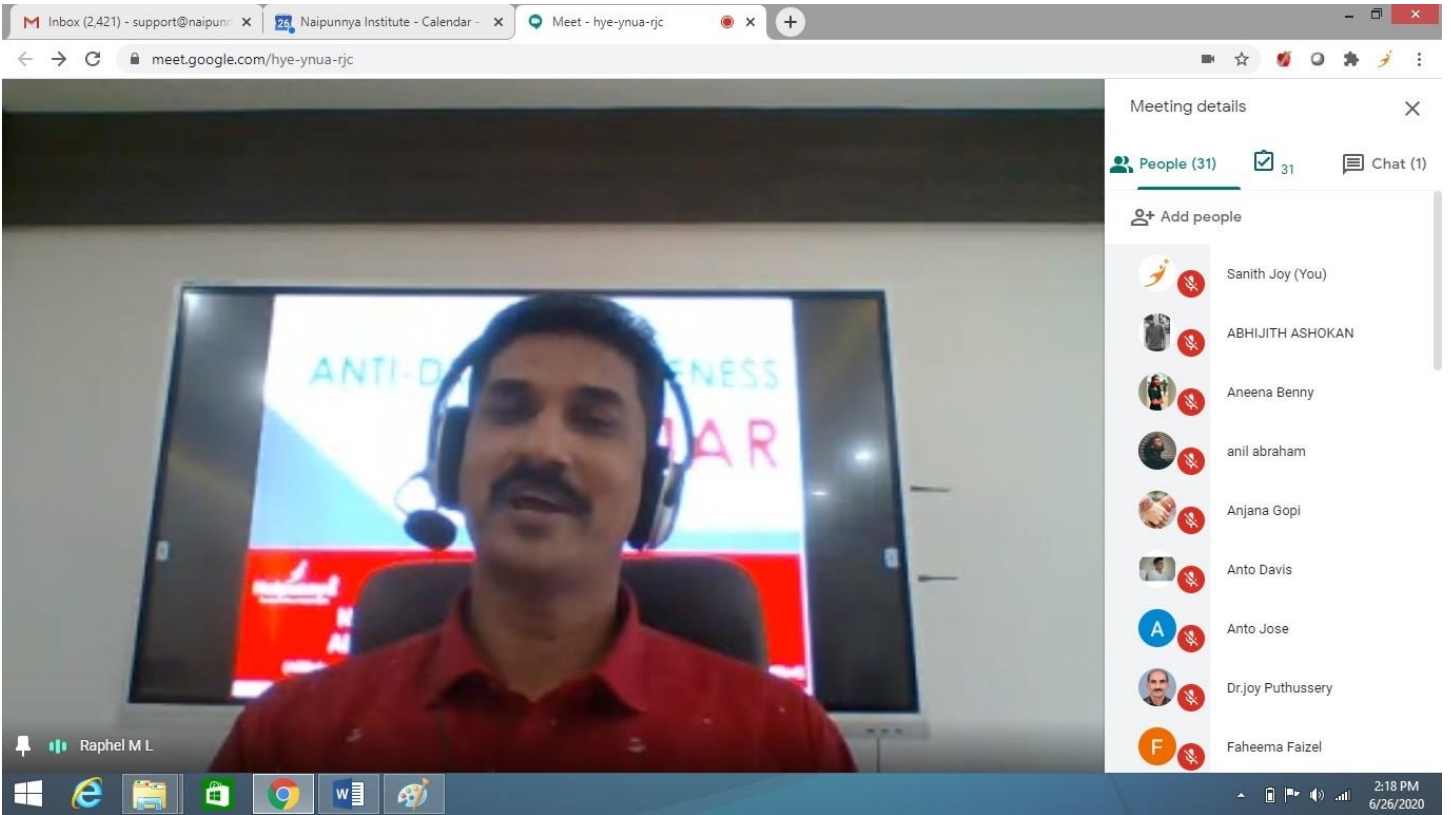 Inbox (2,421) - support@naipunn
Naipunnya Institute - Calendar -
Meet - hye-ynua-rjc
meet.google.com/hye-ynua-rjc
Meeting details
People (31)
31
Chat (1)
Add people
Sanith Joy (You)
ABHIJITH ASHOKAN
Aneena Benny
anil abraham
Anjana Gopi
Anto Davis
A
Anto Jose
Dr.joy Puthussery
F
Faheema Faizel
ANTI-D ENESS
AR
Raphel M L
2:18 PM
6/26/2020